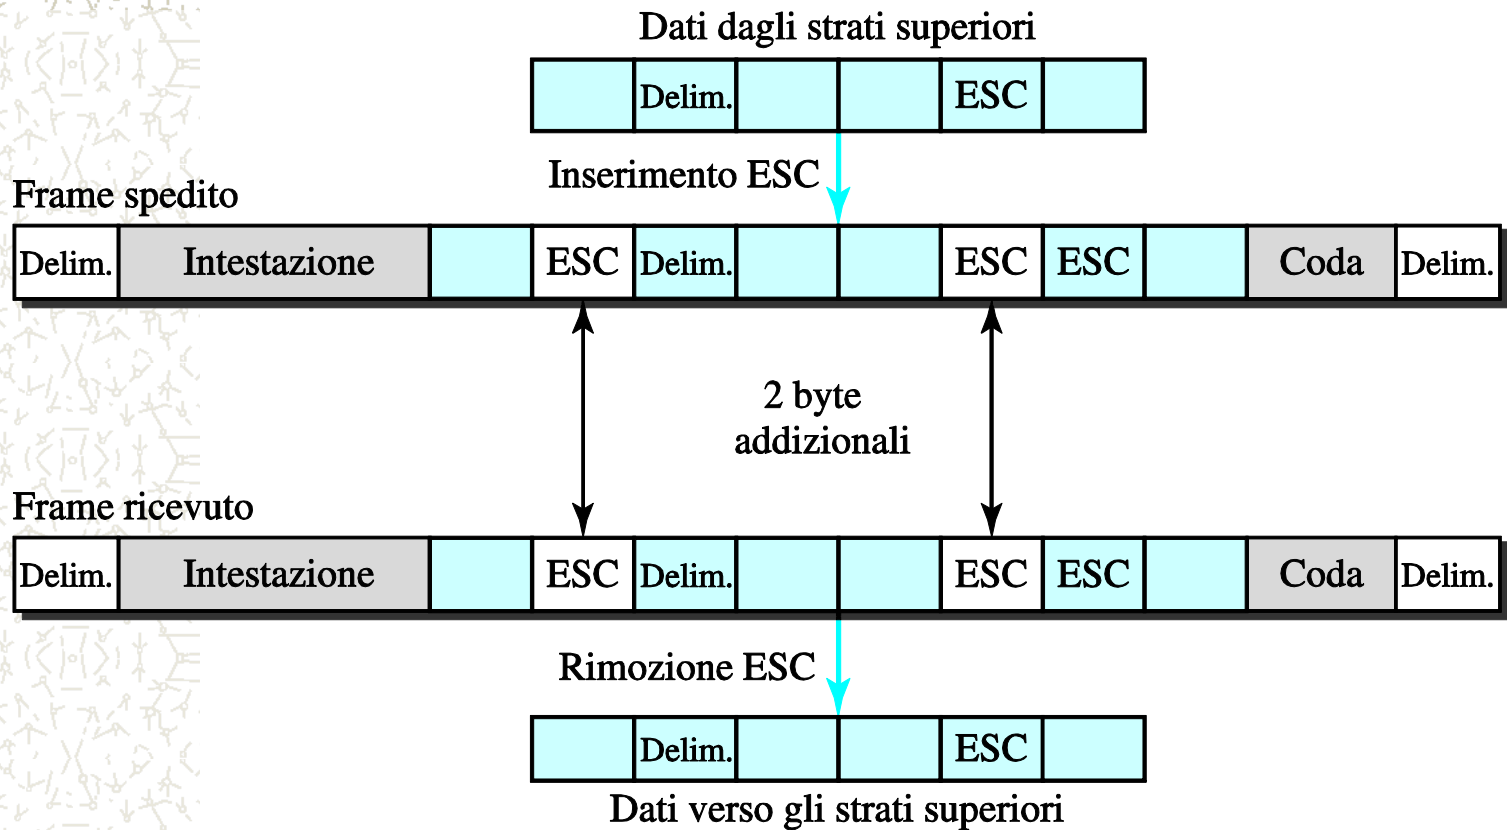 Dati dagli strati superiori
Delim. ESC
Inserimento ESC
Frame spedito
Delim. Intestazione ESC Delim. ESC ESC Coda Delim.
2 byte
addizionali
Frame ricevuto
Delim. Intestazione ESC Delim. ESC ESC Coda Delim.
Rimozione ESC
Delim. ESC
Dati verso gli strati superiori